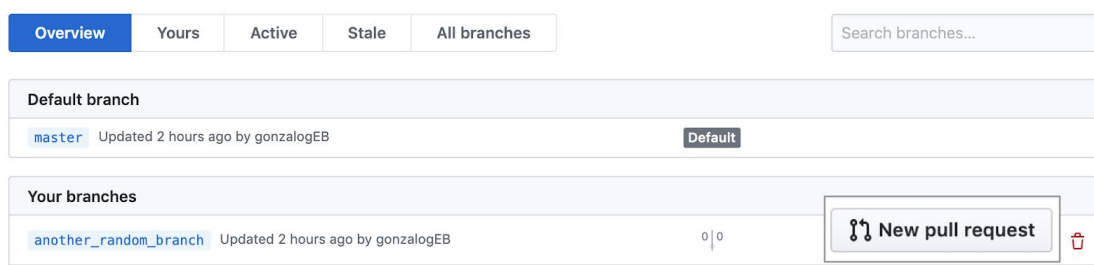 Overview Yours Active Stale All branches Search branches...
Default branch
master Updated 2 hours ago by gonzalogEB Default
Your branches
another_random_branch Updated 2 hours ago by gonzalogEB 0 0 New pull request